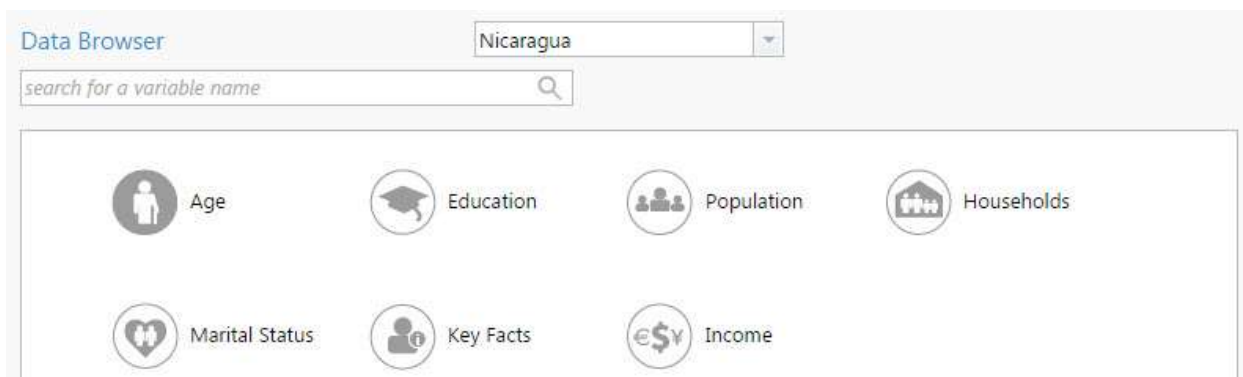 Data Browser
Nicaragua
search for a variable name
Age
Education
Population
Households
Marital Status
Key Facts
€$¥ Income